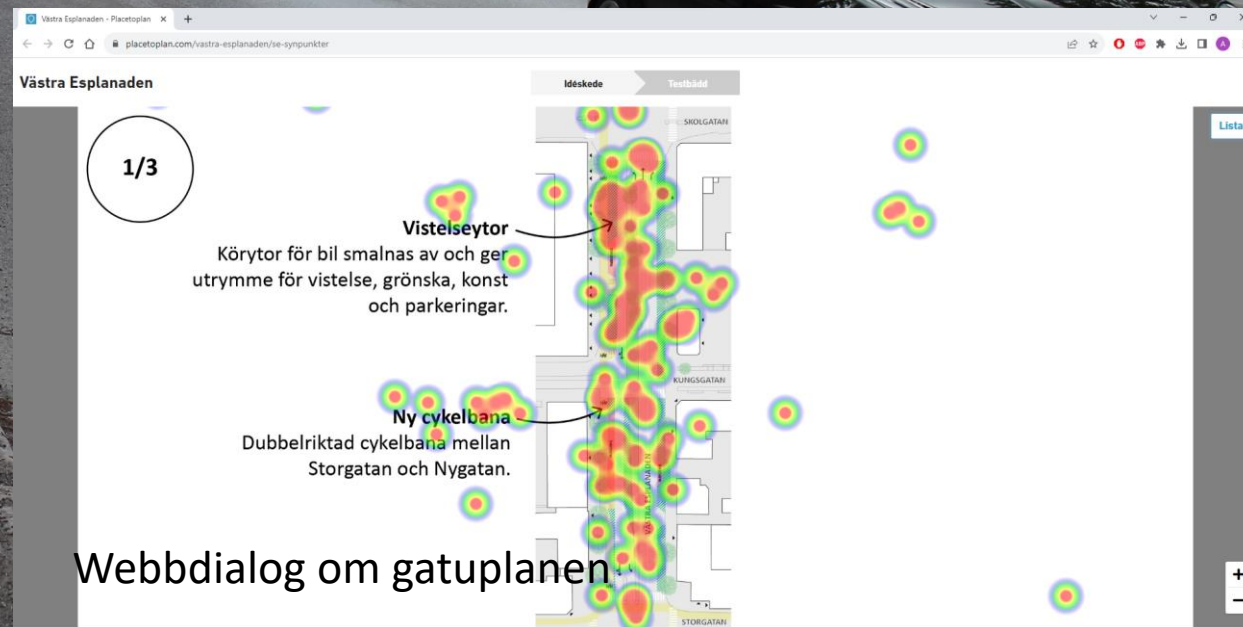 Västra Esplanaden - Placetoplan
placetoplan.com/vastra-esplanaden/se-synpunkter
Västra Esplanaden
Idéskede
Testbädd
Lista
1/3
SKOLGATAN
Vistelseytor
Körytor för bil smalnas av och ger
utrymme för vistelse, grönska, konst
och parkeringar.
KUNGSGATAN
Ny cykelbana
Dubbelriktad cykelbana mellan
Storgatan och Nygatan.
VÄSTRA ESPLANADEN
Webbdialog om gatuplanen
STORGATAN